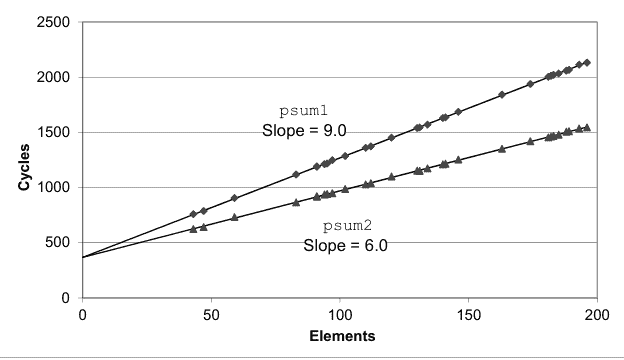 2500
2000
1500
1000
500
0
Cycles
psum1
Slope = 9.0
psum2
Slope = 6.0
0 50 100 150 200
Elements